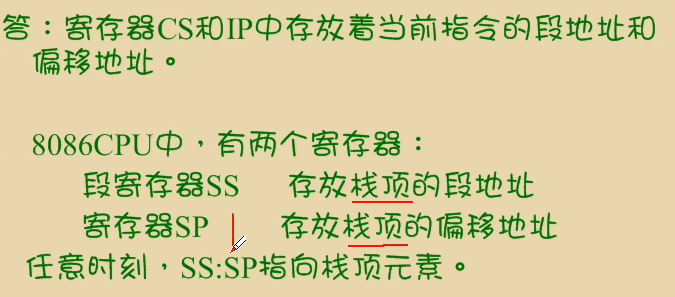 答：寄存器CS和IP中存放着当前指令的段地址和
偏移地址。
8086CPU中，有两个寄存器：
段寄存器SS 存放栈顶的段地址
寄存器SP 存放栈顶的偏移地址
任意时刻，SS:SP指向栈顶元素。